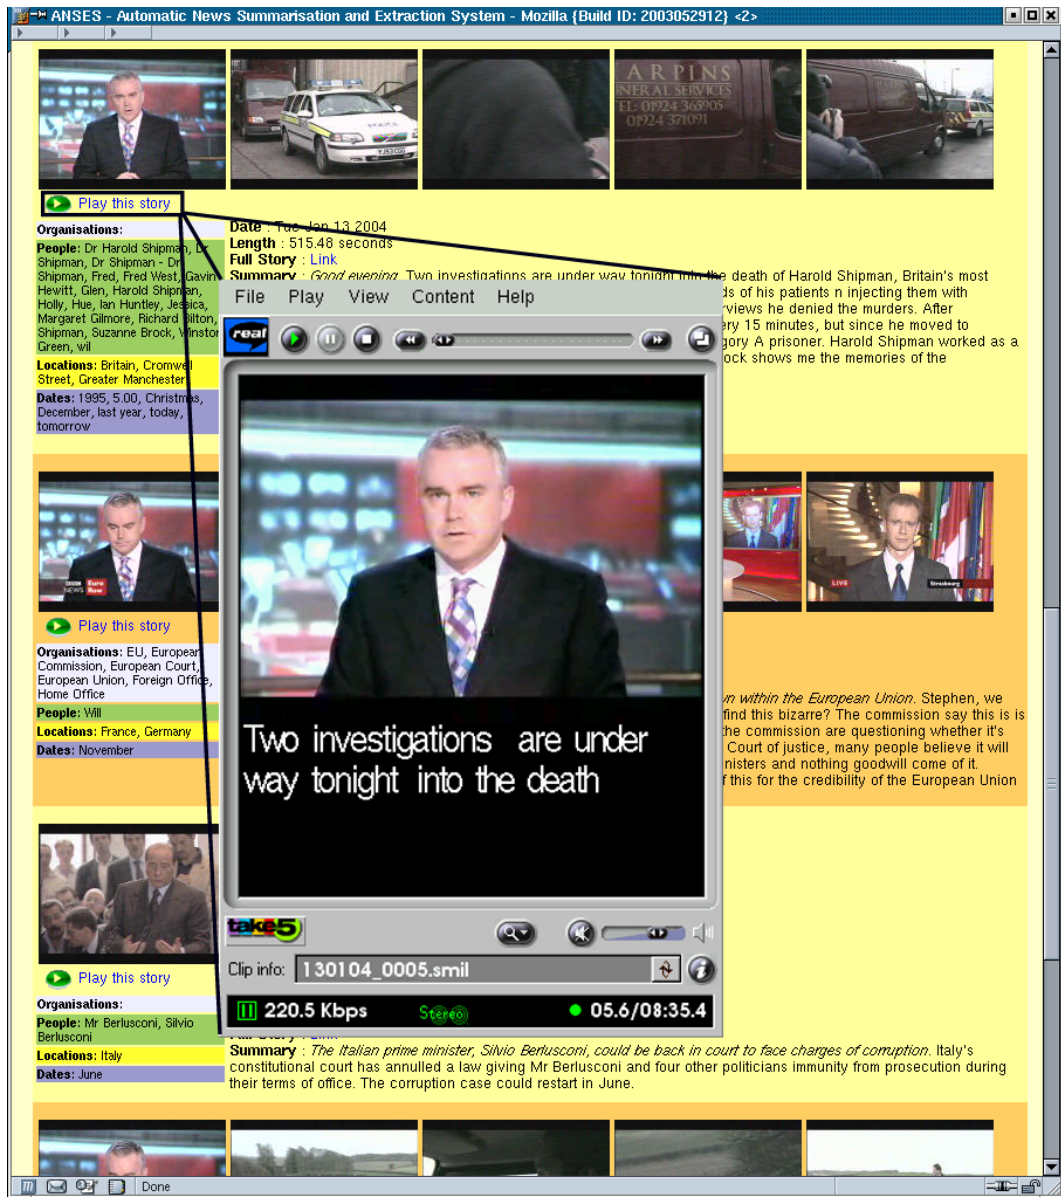 ANSES - Automatic News Summarisation and Extraction System - Mozilla {Build ID: 2003052912} <2>
ARPINS
NERAL SERVICES
TEL: 01924 365905
01924 371091
POLICE
YJ53CGG
Play this story
Organisations:
People: Dr Harold Shipman, Dr
Shipman, Dr Shipman - Dr
Shipman, Fred, Fred West, Gavin
Hewitt, Glen, Harold Shipman,
Holly, Hue, Ian Huntley, Jessica,
Margaret Gilmore, Richard Bilton,
Shipman, Suzanne Brock, Winston
Green, wil
Locations: Britain, Cromwell
Street, Greater Manchester
Dates: 1995, 5.00, Christmas,
December, last year, today,
tomorrow
Date : Tue Jan 13 2004
Length : 515.48 seconds
Full Story : Link
Summary : Good evening. Two investigations are under way tonight into the death of Harold Shipman, Britain's most
ds of his patients n injecting them with
rviews he denied the murders. After
ery 15 minutes, but since he moved to
gory A prisoner. Harold Shipman worked as a
ock shows me the memories of the
File Play View Content Help
real
Two investigations are under
way tonight into the death
take5
Clip info: 130104_0005.smil
220.5 Kbps Stereo 05.6/08:35.4
BBC NEWS Euro Row
LIVE Strasbourg
Play this story
Organisations: EU, European
Commission, European Court,
European Union, Foreign Office,
Home Office
People: Will
Locations: France, Germany
Dates: November
n within the European Union. Stephen, we
find this bizarre? The commission say this is is
the commission are questioning whether it's
Court of justice, many people believe it will
nisters and nothing goodwill come of it.
f this for the credibility of the European Union
Play this story
Organisations:
People: Mr Berlusconi, Silvio
Berlusconi
Locations: Italy
Dates: June
Full Story : Link
Summary : The Italian prime minister, Silvio Berlusconi, could be back in court to face charges of corruption. Italy's
constitutional court has annulled a law giving Mr Berlusconi and four other politicians immunity from prosecution during
their terms of office. The corruption case could restart in June.
Done